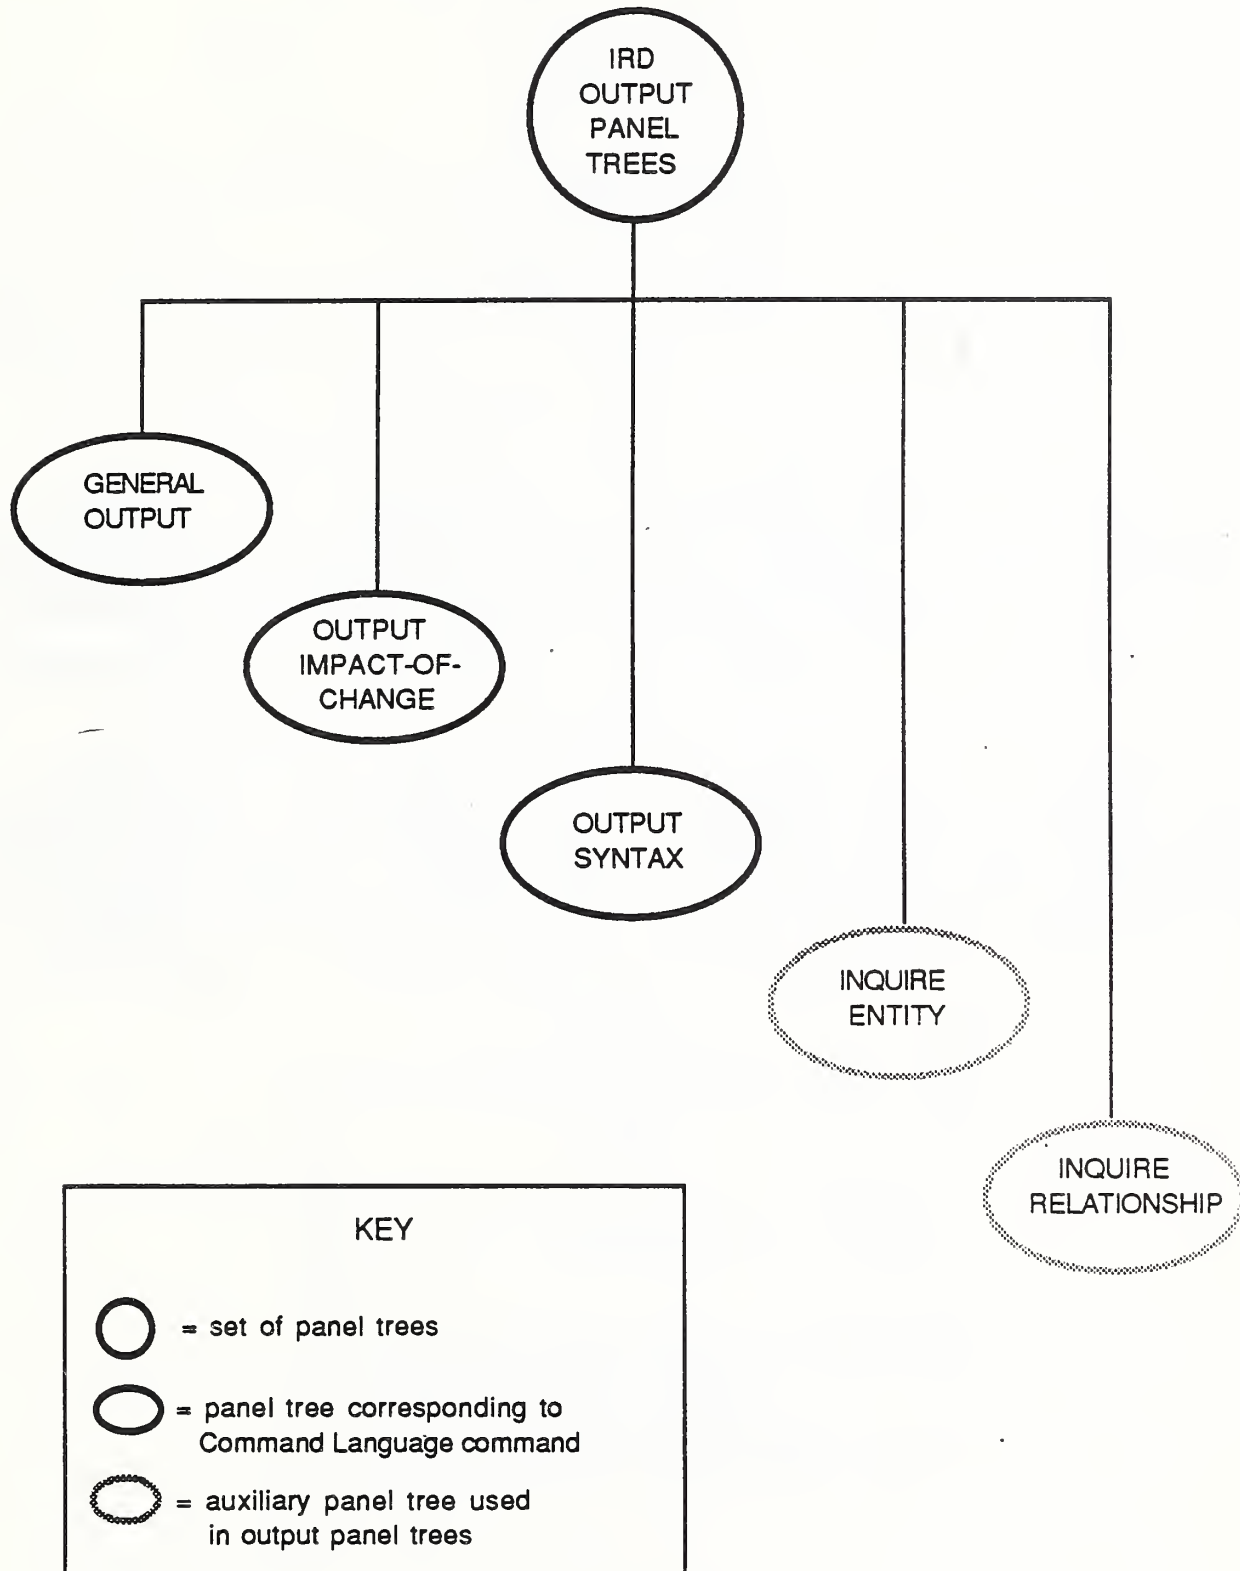 IRD
OUTPUT
PANEL
TREES
GENERAL
OUTPUT
OUTPUT
IMPACT-OF-
CHANGE
OUTPUT
SYNTAX
INQUIRE
ENTITY
INQUIRE
RELATIONSHIP
KEY
= set of panel trees
= panel tree corresponding to
Command Language command
= auxiliary panel tree used
in output panel trees